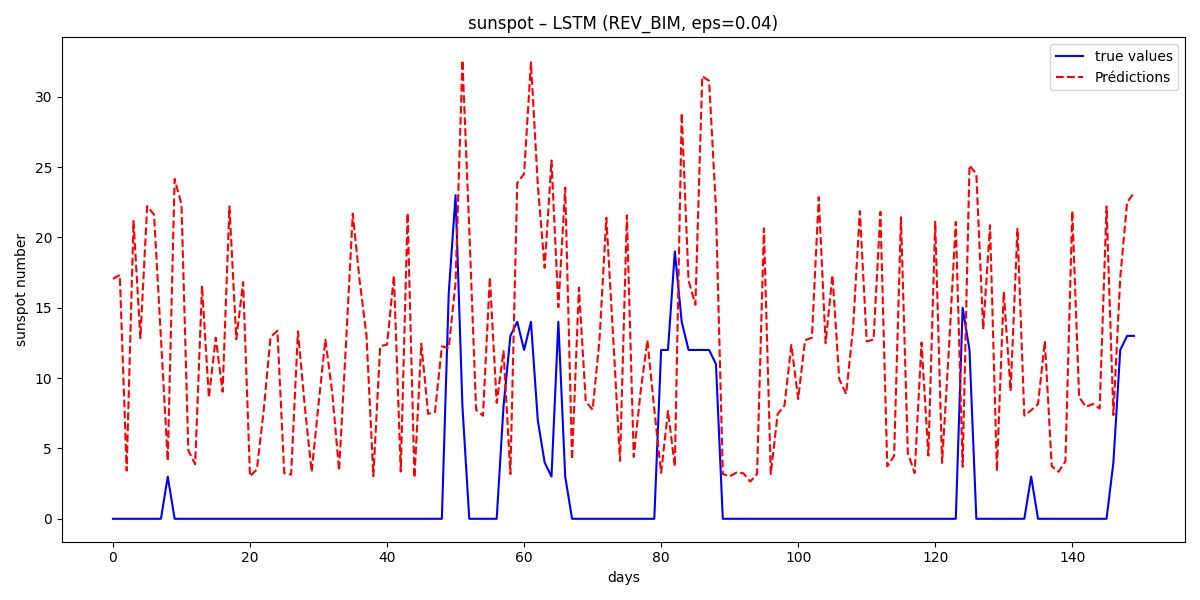 sunspot – LSTM (REV_BIM, eps=0.04)
true values
Prédictions
sunspot number
30
25
20
15
10
5
0
0 20 40 60 80 100 120 140
days